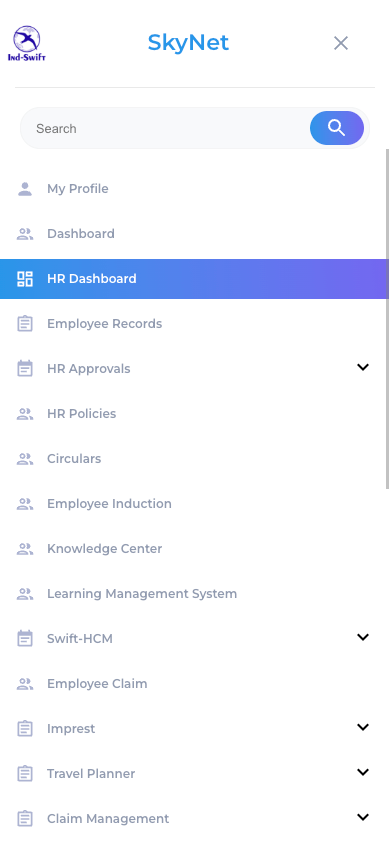 SkyNet
Ind-Swift
Search
My Profile
Dashboard
HR Dashboard
Employee Records
HR Approvals
HR Policies
Circulars
Employee Induction
Knowledge Center
Learning Management System
Swift-HCM
Employee Claim
Imprest
Travel Planner
Claim Management